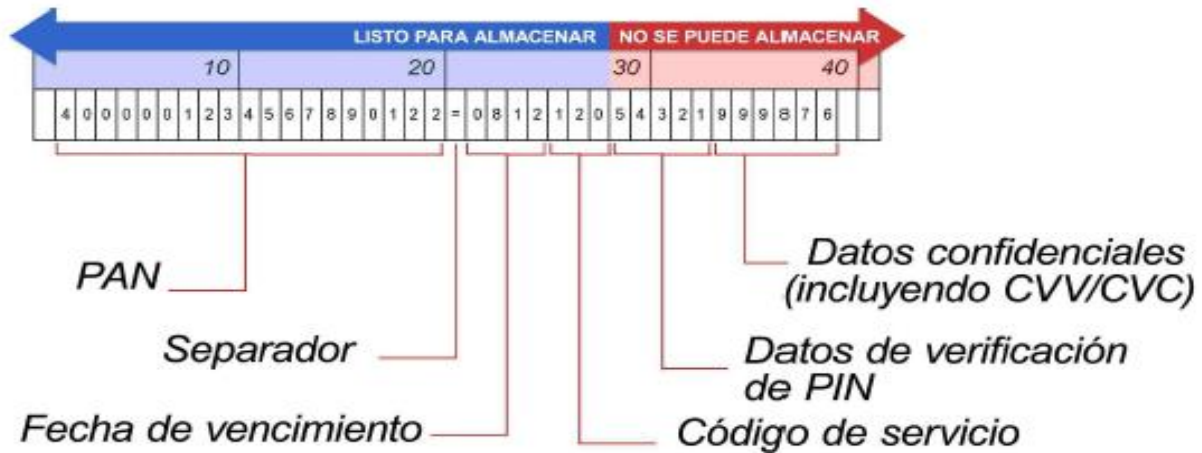 LISTO PARA ALMACENAR NO SE PUEDE ALMACENAR
10 20 30 40
4 0 0 0 0 0 1 2 3 4 5 6 7 8 9 0 1 2 2 = 0 8 1 2 1 2 0 5 4 3 2 1 9 9 9 8 7 6
PAN
Datos confidenciales
(incluyendo CVV/CVC)
Separador
Datos de verificación
de PIN
Fecha de vencimiento
Código de servicio